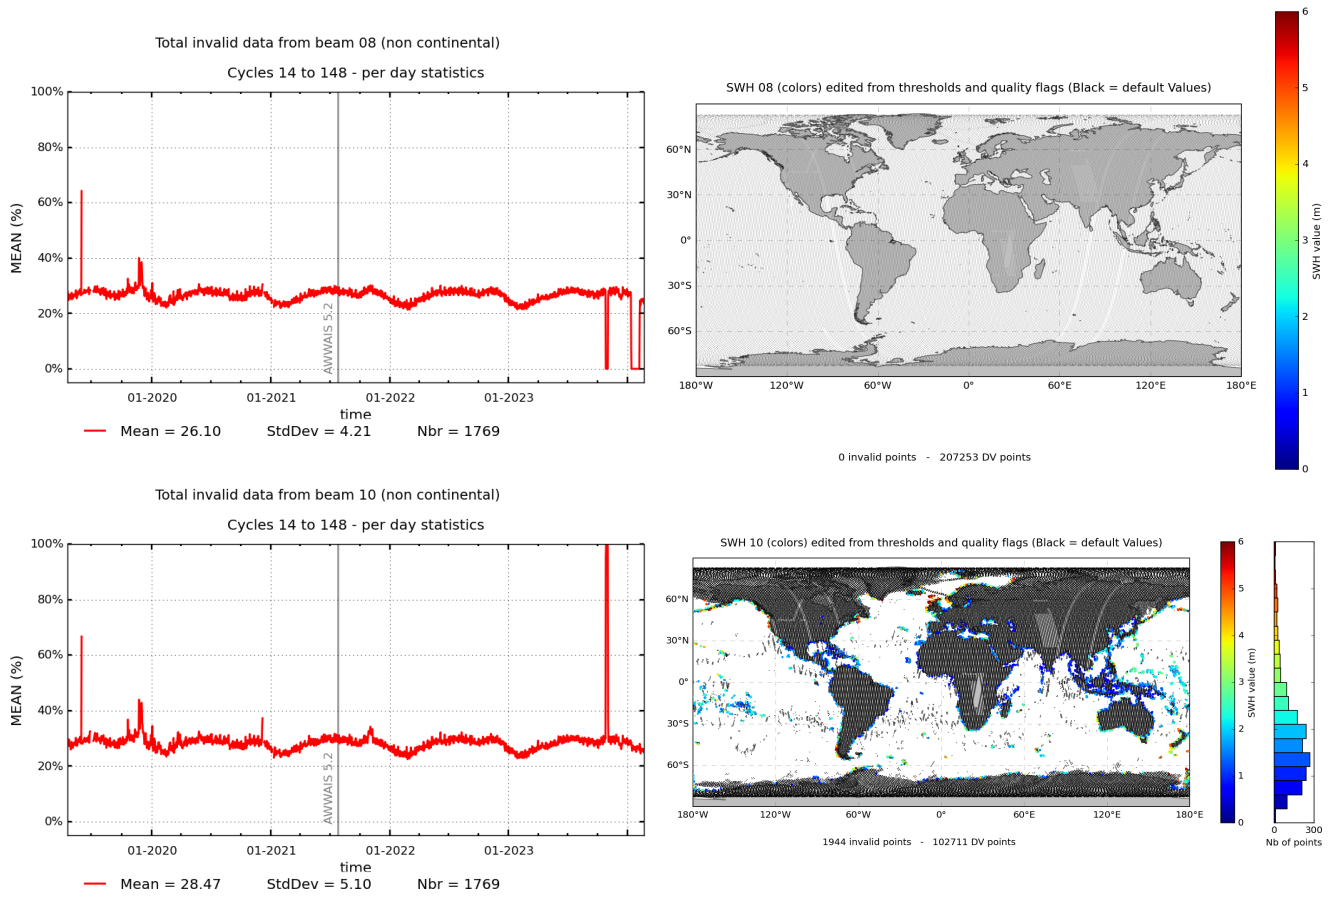 Total invalid data from beam 08 (non continental)
Cycles 14 to 148 - per day statistics
MEAN (%)
100%
80%
60%
40%
20%
0%
AWWAIS 5.2
01-2020 01-2021 01-2022 01-2023
time
Mean = 26.10 StdDev = 4.21 Nbr = 1769
SWH 08 (colors) edited from thresholds and quality flags (Black = default Values)
60°N
30°N
0°
30°S
60°S
180°W 120°W 60°W 0° 60°E 120°E 180°E
0 invalid points - 207253 DV points
6
5
4
3
2
1
0
SWH value (m)
Total invalid data from beam 10 (non continental)
Cycles 14 to 148 - per day statistics
MEAN (%)
100%
80%
60%
40%
20%
0%
AWWAIS 5.2
01-2020 01-2021 01-2022 01-2023
time
Mean = 28.47 StdDev = 5.10 Nbr = 1769
SWH 10 (colors) edited from thresholds and quality flags (Black = default Values)
60°N
30°N
0°
30°S
60°S
180°W 120°W 60°W 0° 60°E 120°E 180°E
1944 invalid points - 102711 DV points
6
5
4
3
2
1
0
SWH value (m)
0 300
Nb of points